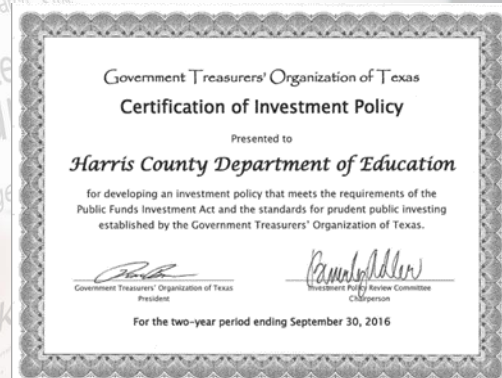 Government Treasurers' Organization of Texas
Certification of Investment Policy
Presented to
Harris County Department of Education
for developing an investment policy that meets the requirements of the
Public Funds Investment Act and the standards for prudent public investing
established by the Government Treasurers' Organization of Texas.
Government Treasurers' Organization of Texas
President
Investment Policy Review Committee
Chairperson
For the two-year period ending September 30, 2016